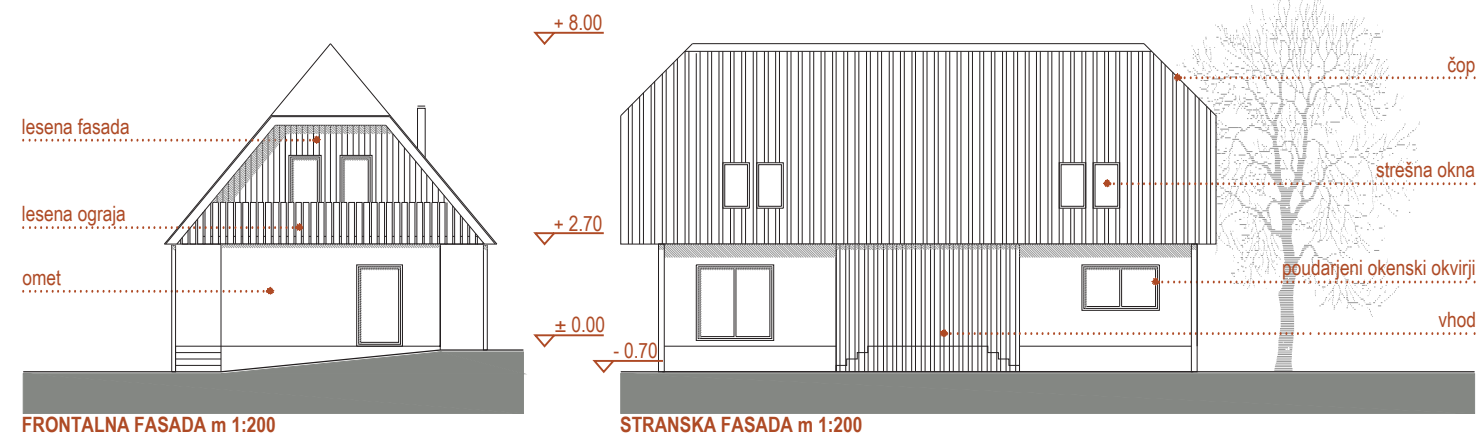 + 8.00
čop
lesena fasada
strešna okna
lesena ograja
+ 2.70
omet
poudarjeni okenski okvirji
± 0.00
vhod
- 0.70
FRONTALNA FASADA m 1:200
STRANSKA FASADA m 1:200